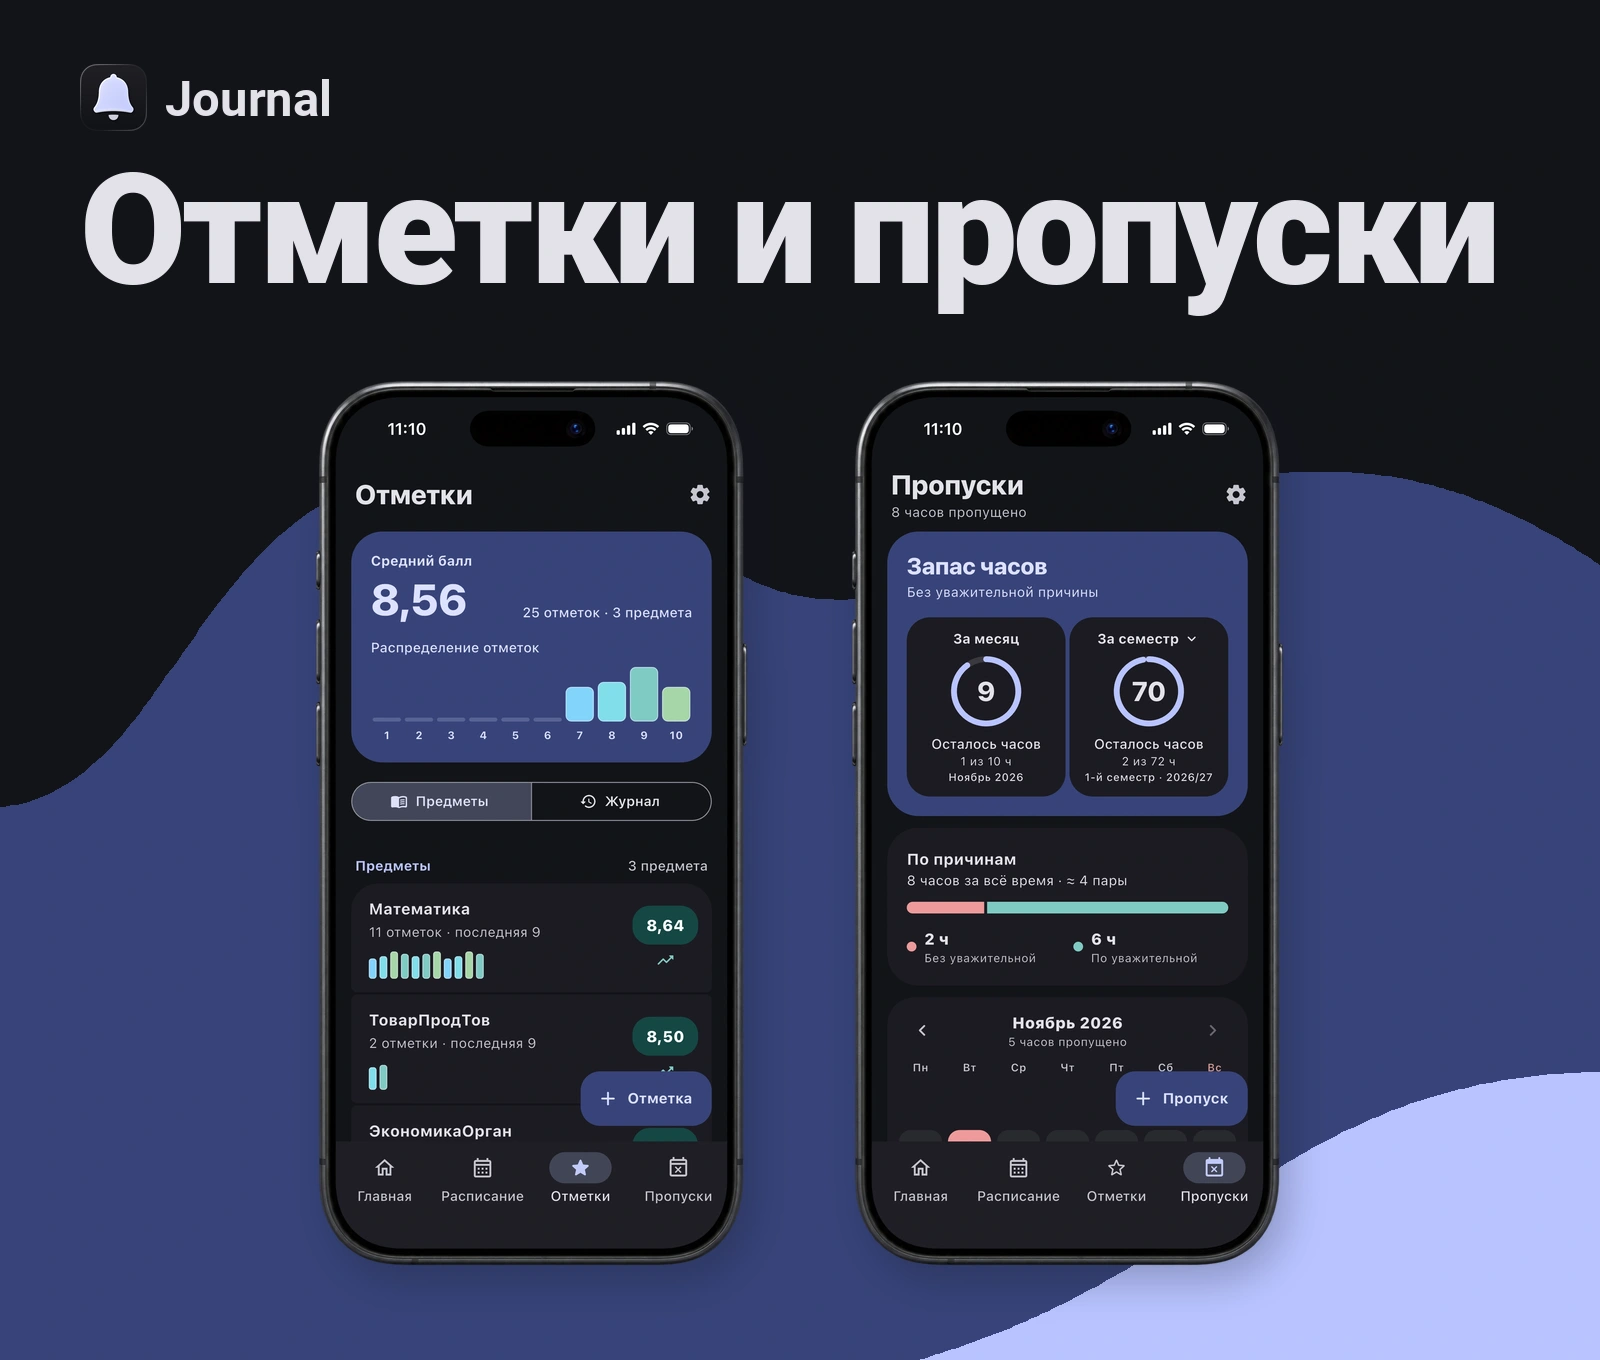 Journal
Отметки и пропуски
11:10
Отметки
Средний балл
8,56
25 отметок · 3 предмета
Распределение отметок
1 2 3 4 5 6 7 8 9 10
Предметы Журнал
Предметы 3 предмета
Математика
11 отметок · последняя 9
8,64
ТоварПродТов
2 отметки · последняя 9
8,50
+ Отметка
ЭкономикаОрган
Главная Расписание Отметки Пропуски
11:10
Пропуски
8 часов пропущено
Запас часов
Без уважительной причины
За месяц
9
Осталось часов
1 из 10 ч
Ноябрь 2026
За семестр
70
Осталось часов
2 из 72 ч
1-й семестр · 2026/27
По причинам
8 часов за всё время · ≈ 4 пары
2 ч
Без уважительной
6 ч
По уважительной
Ноябрь 2026
5 часов пропущено
Пн Вт Ср Чт Пт Сб Вс
+ Пропуск
Главная Расписание Отметки Пропуски